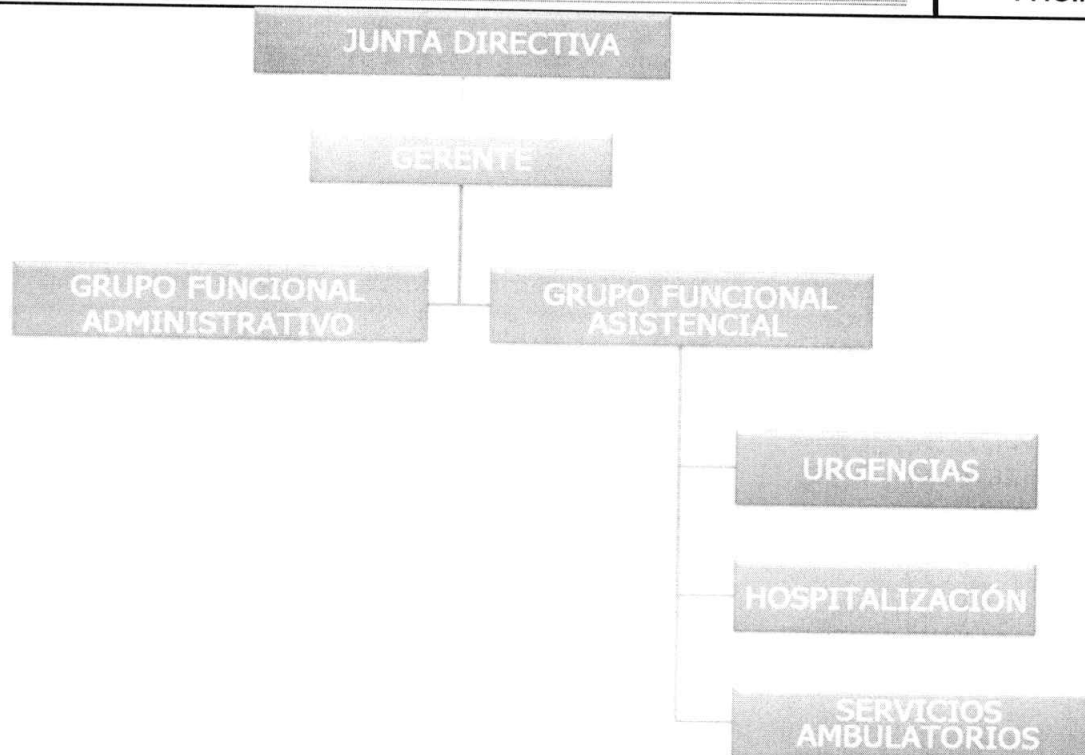 JUNTA DIRECTIVA
GERENTE
GRUPO FUNCIONAL
ADMINISTRATIVO
GRUPO FUNCIONAL
ASISTENCIAL
URGENCIAS
HOSPITALIZACIÓN
SERVICIOS
AMBULATORIOS